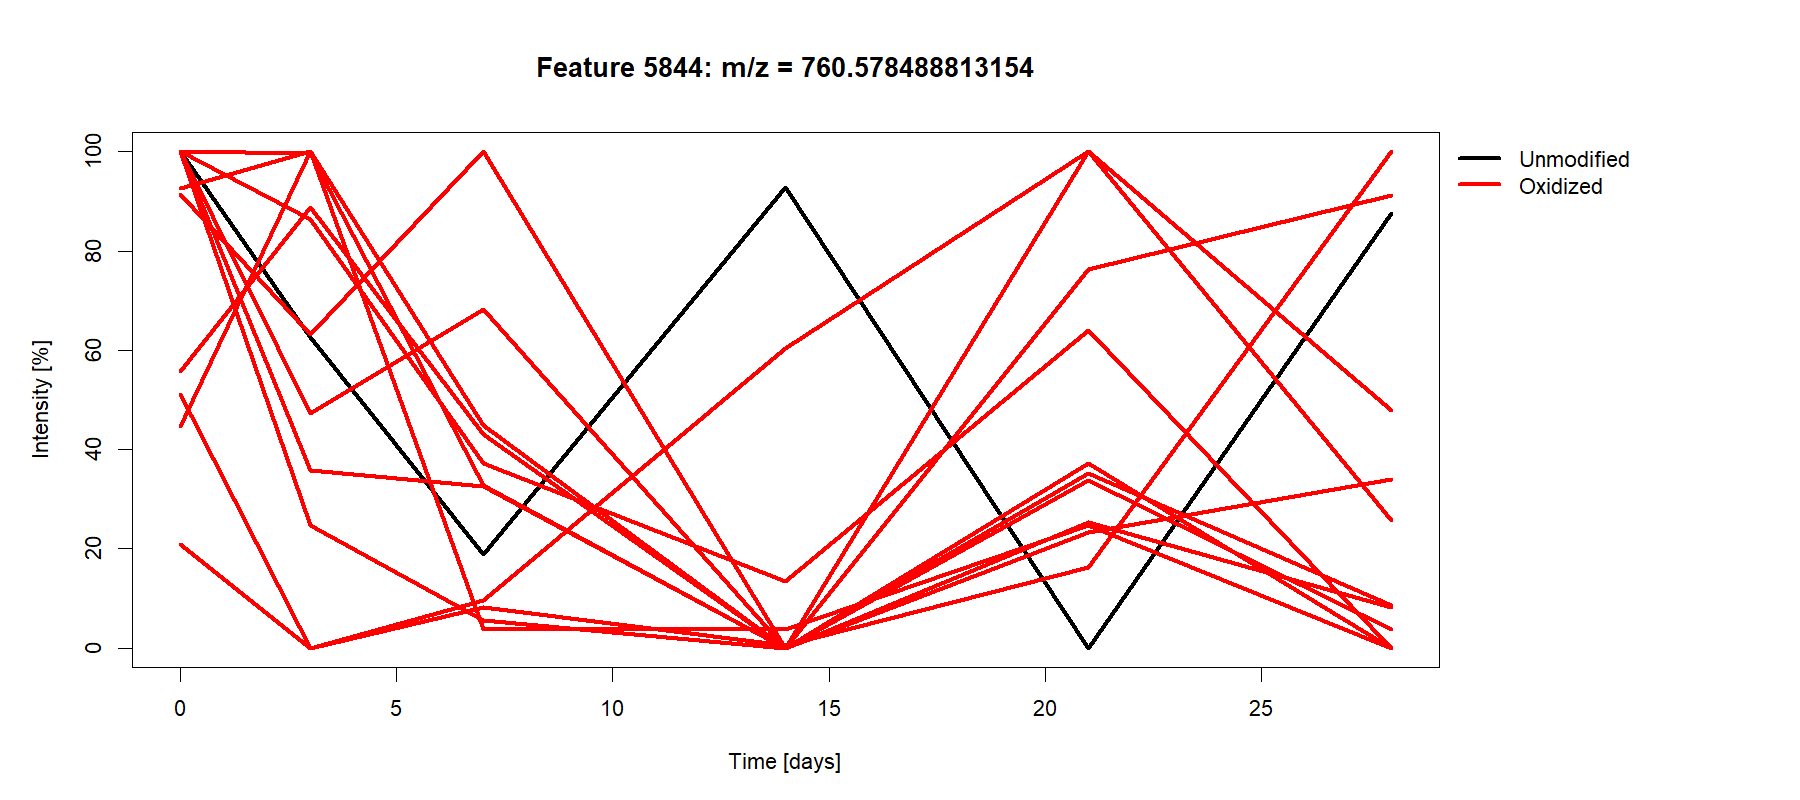 Feature 5844: m/z = 760.578488813154
Unmodified
Oxidized
Intensity [%]
100
80
60
40
20
0
0 5 10 15 20 25
Time [days]